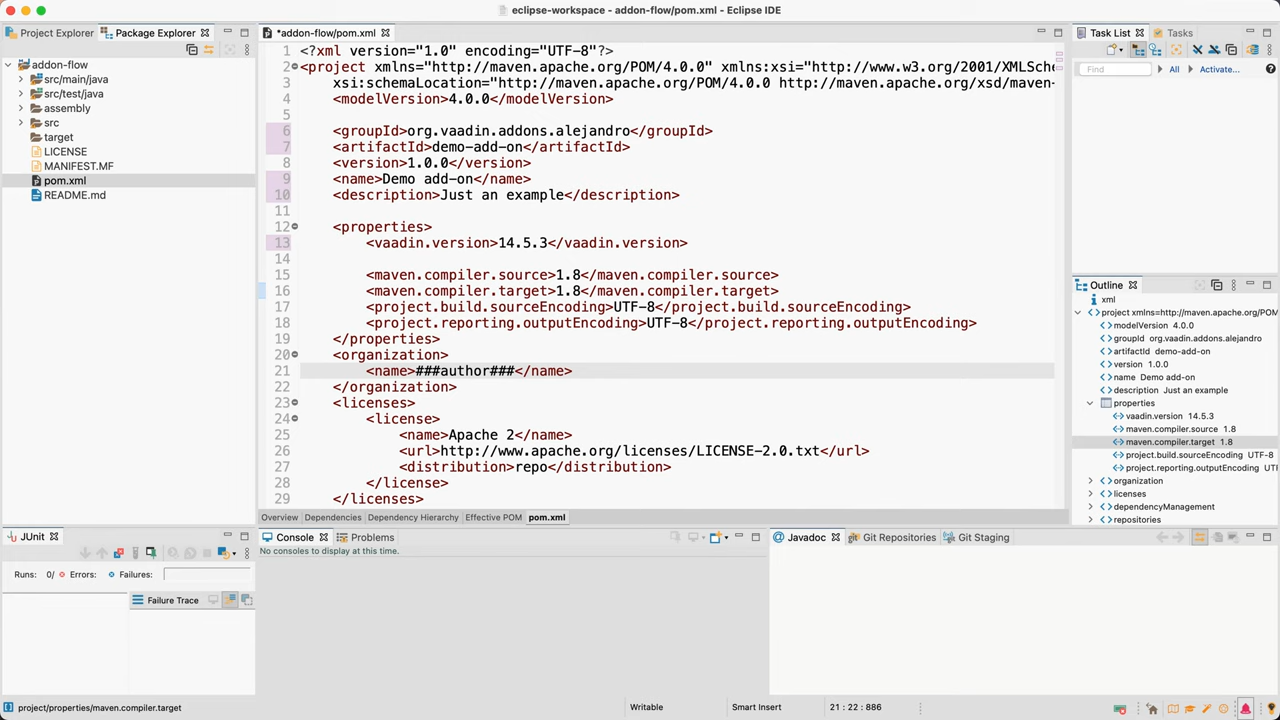 eclipse-workspace - addon-flow/pom.xml - Eclipse IDE
Project Explorer
Package Explorer
addon-flow
src/main/java
src/test/java
assembly
src
target
LICENSE
MANIFEST.MF
pom.xml
README.md
*addon-flow/pom.xml
1 <?xml version="1.0" encoding="UTF-8"?>
2 <project xmlns="http://maven.apache.org/POM/4.0.0" xmlns:xsi="http://www.w3.org/2001/XMLSche
3 xsi:schemaLocation="http://maven.apache.org/POM/4.0.0 http://maven.apache.org/xsd/maven-
4 <modelVersion>4.0.0</modelVersion>
5
6 <groupId>org.vaadin.addons.alejandro</groupId>
7 <artifactId>demo-add-on</artifactId>
8 <version>1.0.0</version>
9 <name>Demo add-on</name>
10 <description>Just an example</description>
11
12 <properties>
13 <vaadin.version>14.5.3</vaadin.version>
14
15 <maven.compiler.source>1.8</maven.compiler.source>
16 <maven.compiler.target>1.8</maven.compiler.target>
17 <project.build.sourceEncoding>UTF-8</project.build.sourceEncoding>
18 <project.reporting.outputEncoding>UTF-8</project.reporting.outputEncoding>
19 </properties>
20 <organization>
21 <name>###author###</name>
22 </organization>
23 <licenses>
24 <license>
25 <name>Apache 2</name>
26 <url>http://www.apache.org/licenses/LICENSE-2.0.txt</url>
27 <distribution>repo</distribution>
28 </license>
29 </licenses>
Overview Dependencies Dependency Hierarchy Effective POM pom.xml
Task List
Tasks
Find
All
Activate...
Outline
xml
project xmlns=http://maven.apache.org/POM
modelVersion 4.0.0
groupId org.vaadin.addons.alejandro
artifactId demo-add-on
version 1.0.0
name Demo add-on
description Just an example
properties
vaadin.version 14.5.3
maven.compiler.source 1.8
maven.compiler.target 1.8
project.build.sourceEncoding UTF-8
project.reporting.outputEncoding UTF-8
organization
licenses
dependencyManagement
repositories
JUnit
Runs: 0/ Errors: Failures:
Failure Trace
Console
Problems
No consoles to display at this time.
@ Javadoc
Git Repositories
Git Staging
project/properties/maven.compiler.target
Writable
Smart Insert
21 : 22 : 886